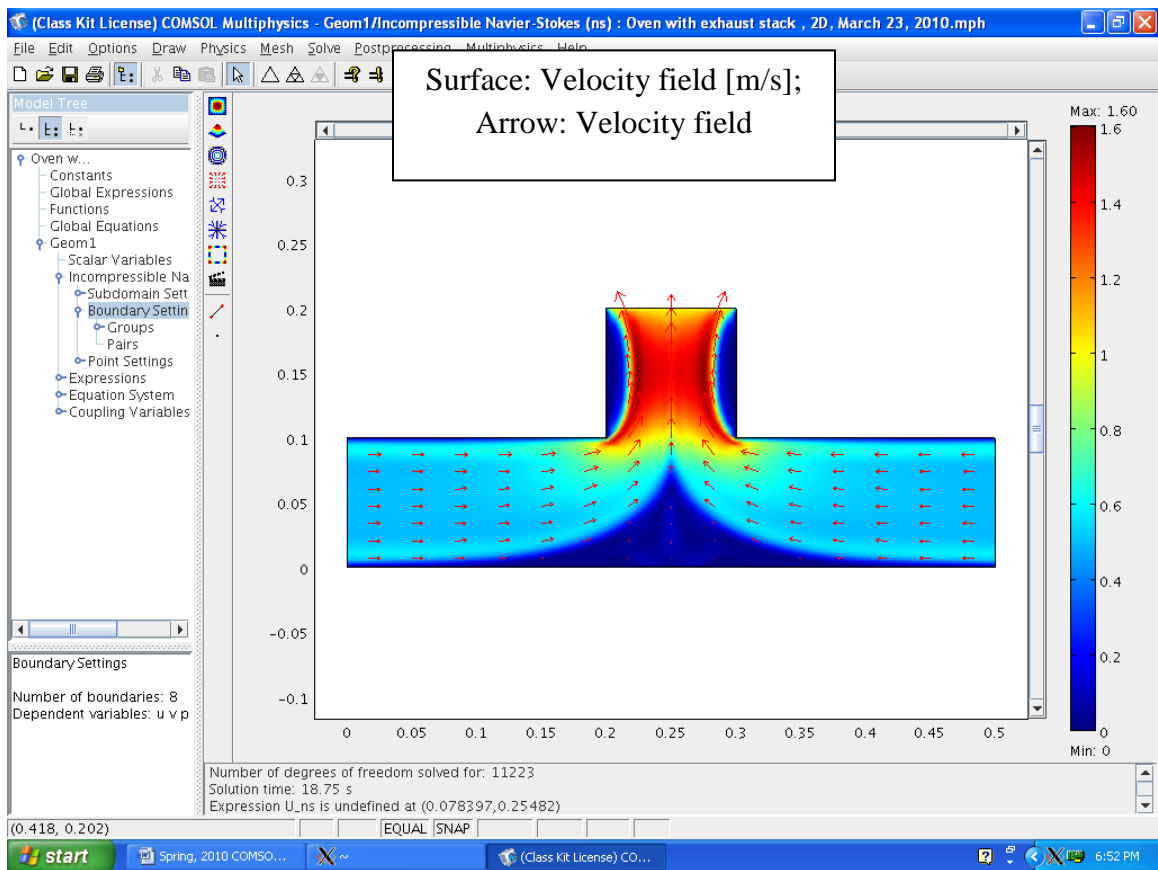 (Class Kit License) COMSOL Multiphysics - Geom1/Incompressible Navier-Stokes (ns) : Oven with exhaust stack , 2D, March 23, 2010.mph
File Edit Options Draw Physics Mesh Solve Postprocessing Multiphysics Help
Surface: Velocity field [m/s];
Arrow: Velocity field
Model Tree
Oven w...
Constants
Global Expressions
Functions
Global Equations
Geom1
Scalar Variables
Incompressible Na
Subdomain Sett
Boundary Settin
Groups
Pairs
Point Settings
Expressions
Equation System
Coupling Variables
Boundary Settings
Number of boundaries: 8
Dependent variables: u v p
0.3
0.25
0.2
0.15
0.1
0.05
0
-0.05
-0.1
0 0.05 0.1 0.15 0.2 0.25 0.3 0.35 0.4 0.45 0.5
Max: 1.60
1.6
1.4
1.2
1
0.8
0.6
0.4
0.2
0
Min: 0
Number of degrees of freedom solved for: 11223
Solution time: 18.75 s
Expression U_ns is undefined at (0.078397,0.25482)
(0.418, 0.202) EQUAL SNAP
start Spring, 2010 COMSO... ~ (Class Kit License) CO... 6:52 PM